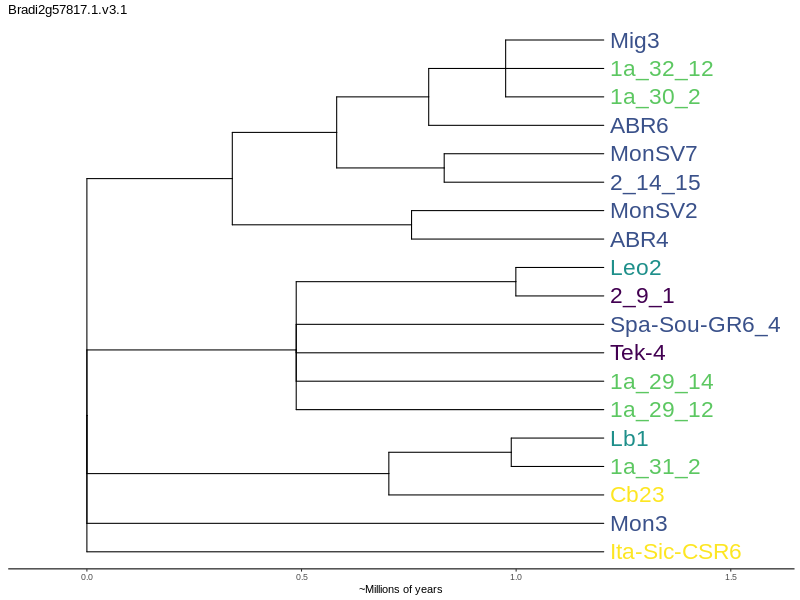 Bradi2g57817.1.v3.1
Mig3
1a_32_12
1a_30_2
ABR6
MonSV7
2_14_15
MonSV2
ABR4
Leo2
2_9_1
Spa-Sou-GR6_4
Tek-4
1a_29_14
1a_29_12
Lb1
1a_31_2
Cb23
Mon3
Ita-Sic-CSR6
0.0 0.5 1.0 1.5
~Millions of years